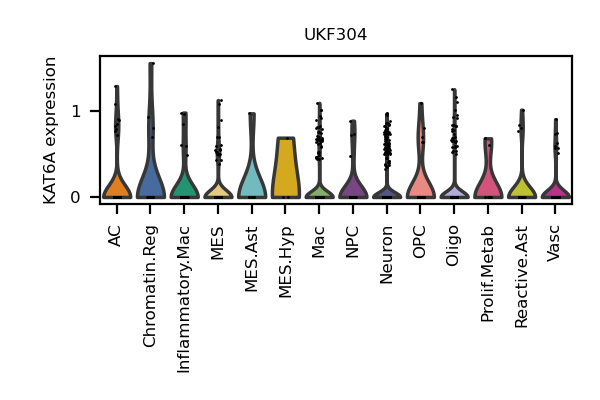 UKF304
KAT6A expression
1
0
AC
Chromatin.Reg
Inflammatory.Mac
MES
MES.Ast
MES.Hyp
Mac
NPC
Neuron
OPC
Oligo
Prolif.Metab
Reactive.Ast
Vasc